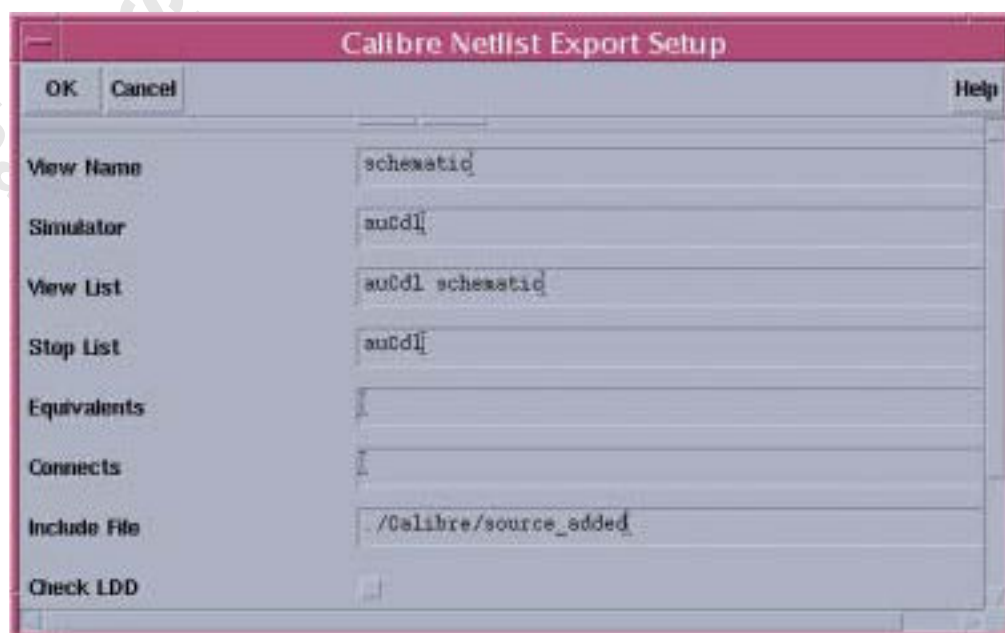 Calibre Netlist Export Setup
OK Cancel Help
View Name schematic
Simulator auCdl
View List auCdl schematic
Stop List auCdl
Equivalents
Connects
Include File ./Calibre/source_added
Check LDD